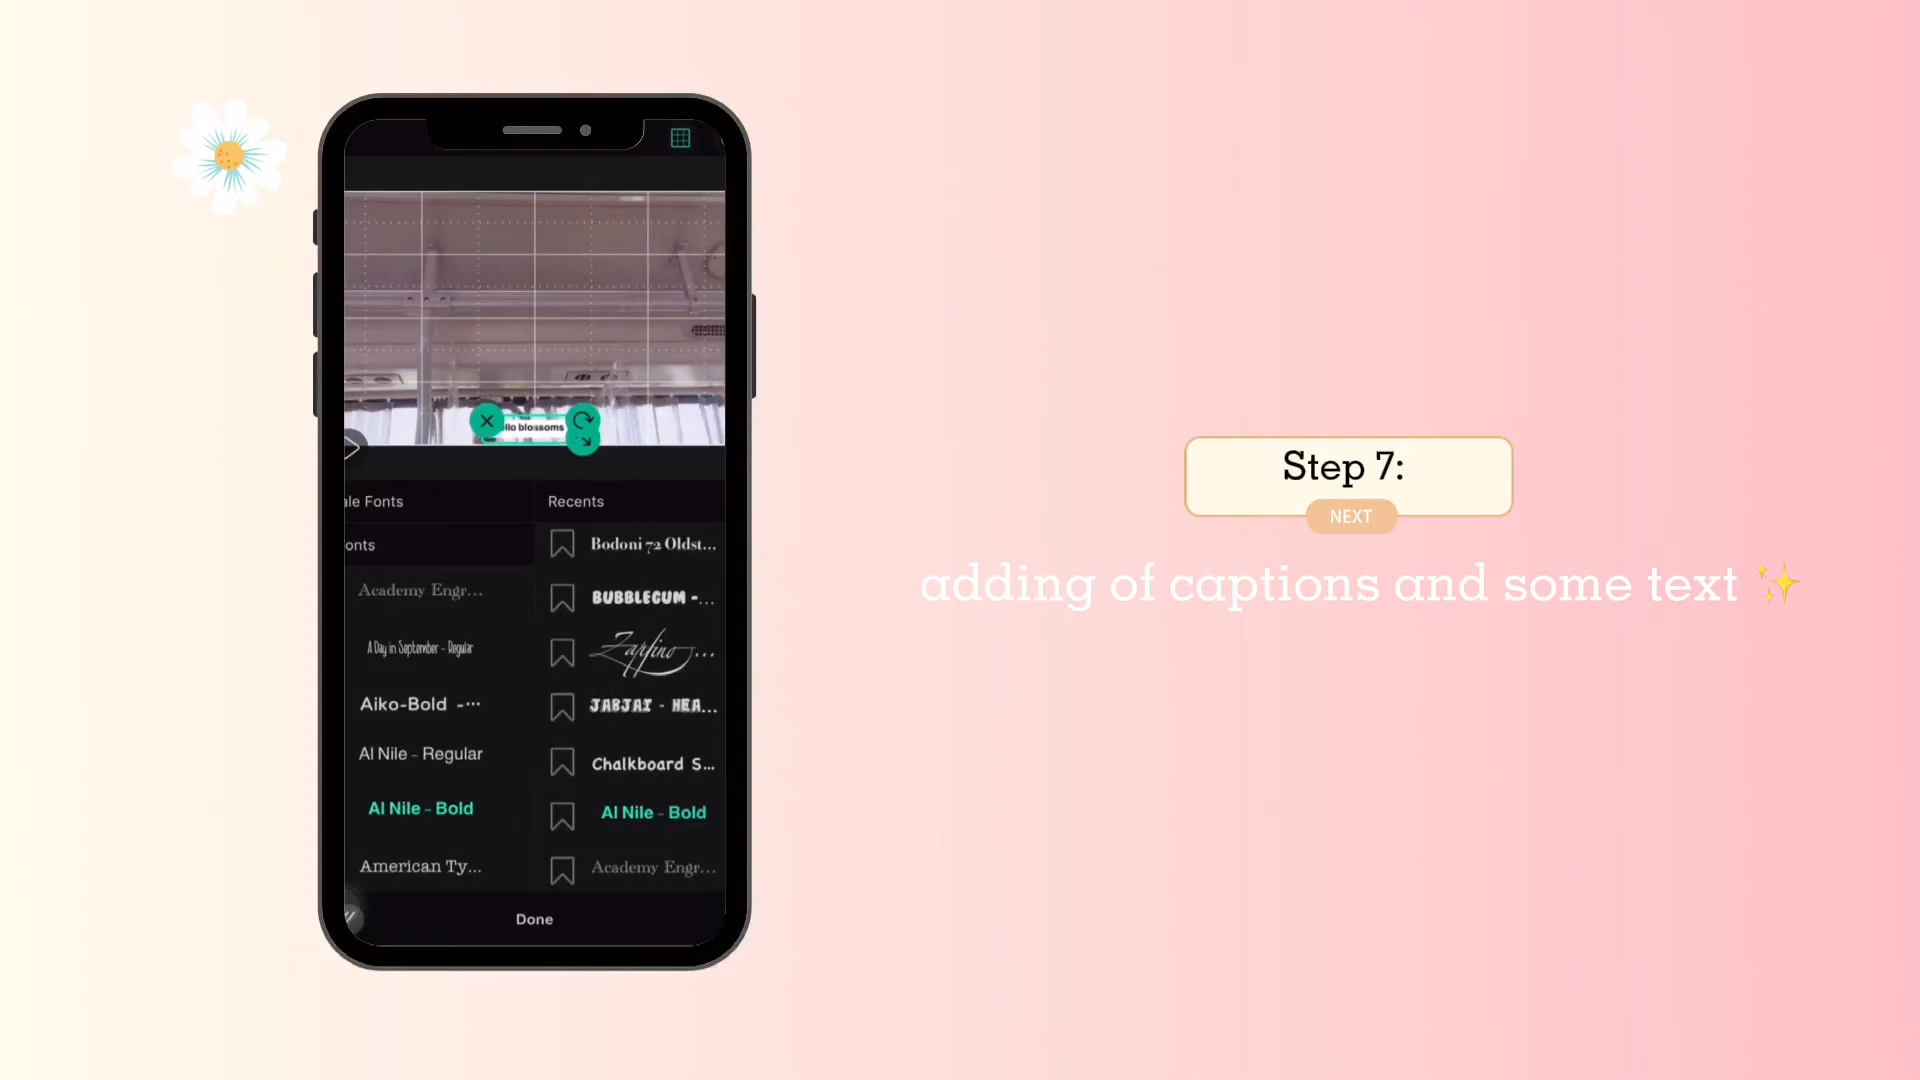 llo blossoms
ale Fonts
Recents
onts
Bodoni 72 Oldst...
Academy Engr...
BUBBLEGUM -...
A Day in September - Regular
Zapfino ...
Aiko-Bold -...
JABJAI - HEA...
Al Nile - Regular
Chalkboard S...
Al Nile - Bold
Al Nile - Bold
American Ty...
Academy Engr...
Done
Step 7:
NEXT
adding of captions and some text ✨